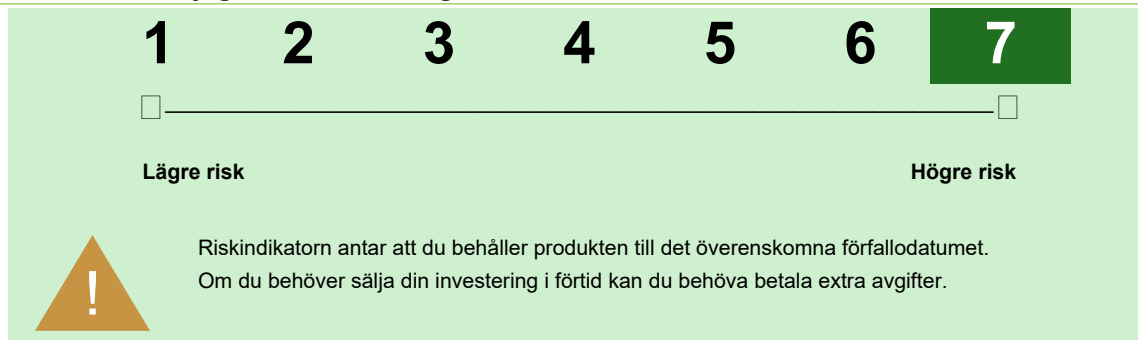 1 2 3 4 5 6 7
Lägre risk Högre risk
Riskindikatorn antar att du behåller produkten till det överenskomna förfallodatumet.
! Om du behöver sälja din investering i förtid kan du behöva betala extra avgifter.